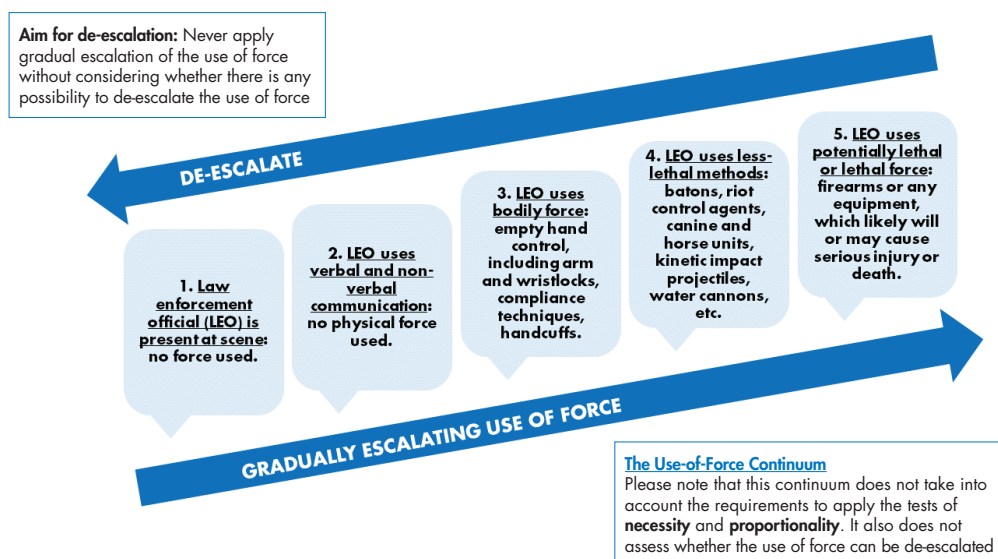 Aim for de-escalation: Never apply
gradual escalation of the use of force
without considering whether there is any
possibility to de-escalate the use of force
DE-ESCALATE
1. Law
enforcement
official (LEO) is
present at scene:
no force used.
2. LEO uses
verbal and non-
verbal
communication:
no physical force
used.
3. LEO uses
bodily force:
empty hand
control,
including arm
and wristlocks,
compliance
techniques,
handcuffs.
4. LEO uses less-
lethal methods:
batons, riot
control agents,
canine and
horse units,
kinetic impact
projectiles,
water cannons,
etc.
5. LEO uses
potentially lethal
or lethal force:
firearms or any
equipment,
which likely will
or may cause
serious injury or
death.
GRADUALLY ESCALATING USE OF FORCE
The Use-of-Force Continuum
Please note that this continuum does not take into
account the requirements to apply the tests of
necessity and proportionality. It also does not
assess whether the use of force can be de-escalated